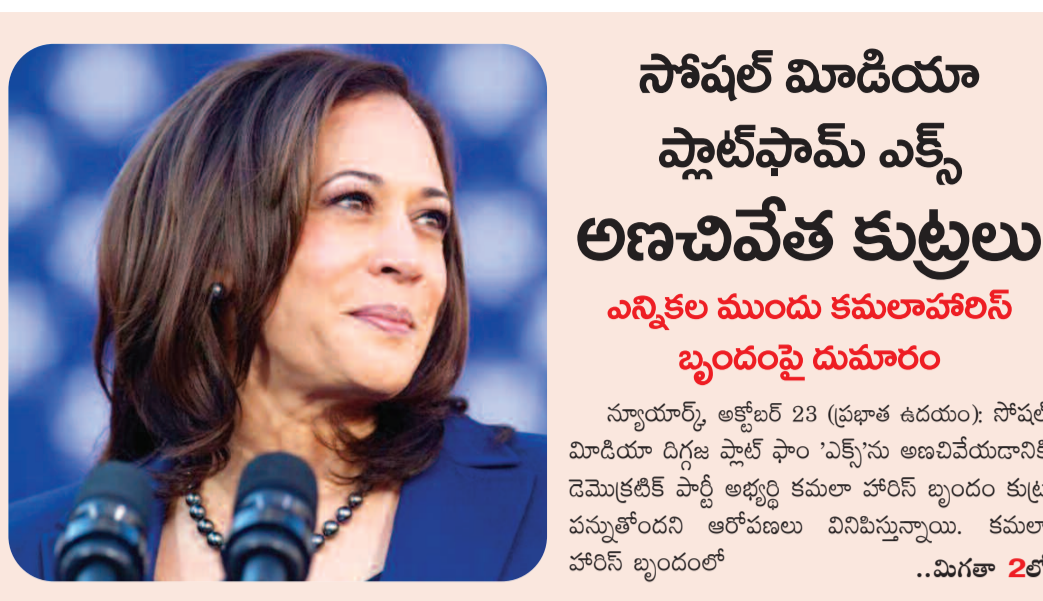 సోషల్ మీడియా
ప్లాట్‌ఫామ్ ఎక్స్
అణచివేత కుట్రలు
ఎన్నికల ముందు కమలాహారిస్
బృందంపై దుమారం
న్యూయార్క్, అక్టోబర్ 23 (ప్రభాత ఉదయం): సోషల్
మీడియా దిగ్గజ ప్లాట్ ఫాం 'ఎక్స్'ను అణచివేయడానికి
డెమొక్రటిక్ పార్టీ అభ్యర్థి కమలా హారిస్ బృందం కుట్ర
పన్నుతోందని ఆరోపణలు వినిపిస్తున్నాయి. కమలా
హారిస్ బృందంలో
..మిగతా 2లో